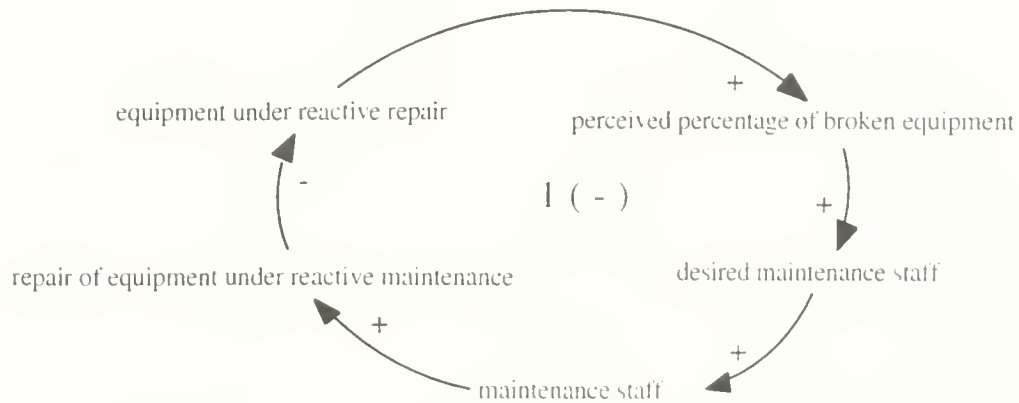 +
equipment under reactive repair
perceived percentage of broken equipment
-
1 ( - )
+
repair of equipment under reactive maintenance
desired maintenance staff
+
+
maintenance staff